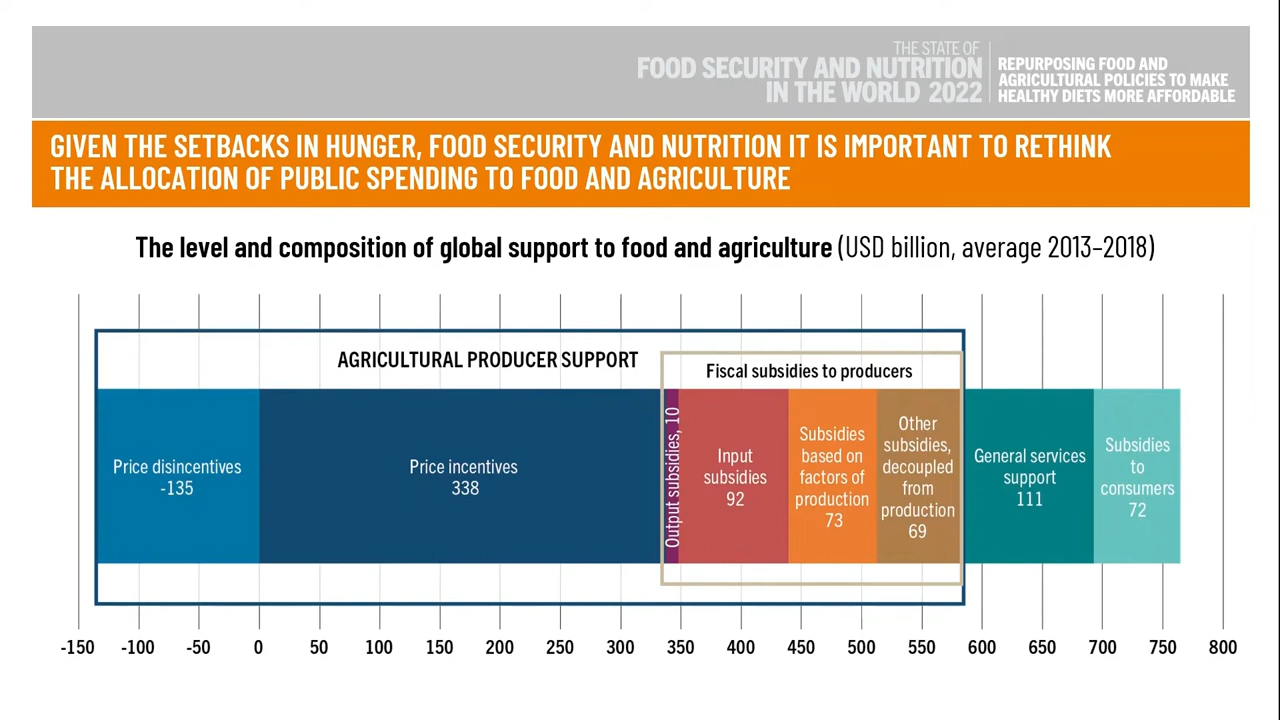 THE STATE OF
FOOD SECURITY AND NUTRITION
IN THE WORLD 2022
REPURPOSING FOOD AND
AGRICULTURAL POLICIES TO MAKE
HEALTHY DIETS MORE AFFORDABLE
GIVEN THE SETBACKS IN HUNGER, FOOD SECURITY AND NUTRITION IT IS IMPORTANT TO RETHINK
THE ALLOCATION OF PUBLIC SPENDING TO FOOD AND AGRICULTURE
The level and composition of global support to food and agriculture (USD billion, average 2013–2018)
AGRICULTURAL PRODUCER SUPPORT
Fiscal subsidies to producers
Price disincentives
-135
Price incentives
338
Output subsidies, 10
Input
subsidies
92
Subsidies
based on
factors of
production
73
Other
subsidies,
decoupled
from
production
69
General services
support
111
Subsidies
to
consumers
72
-150 -100 -50 0 50 100 150 200 250 300 350 400 450 500 550 600 650 700 750 800